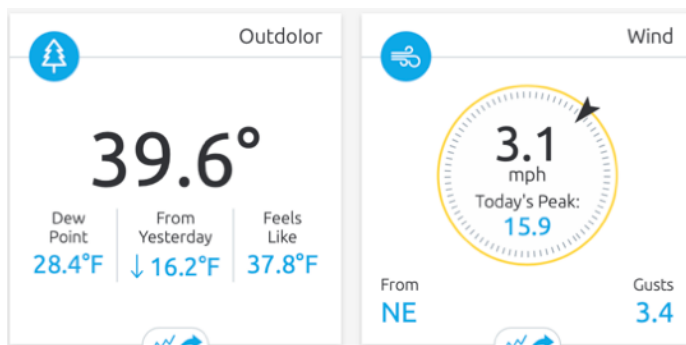 Outdolor
39.6°
Dew
Point
28.4°F
From
Yesterday
↓ 16.2°F
Feels
Like
37.8°F
Wind
3.1
mph
Today's Peak:
15.9
From
NE
Gusts
3.4